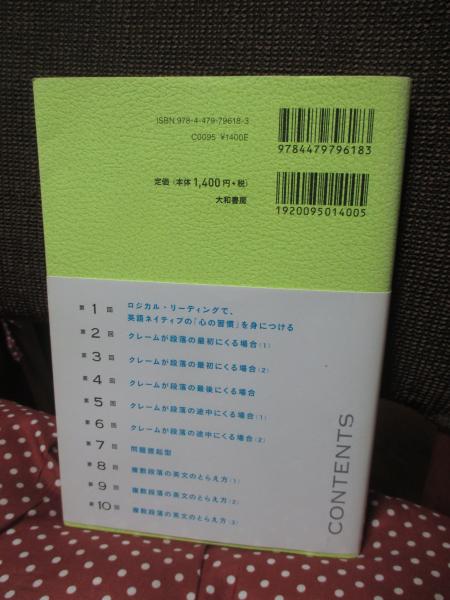 ISBN978-4-479-79618-3
C0095 ¥1400E
9784479796183
定価(本体1,400円+税)
大和書房
1920095014005
第1回 ロジカル・リーディングで、
英語ネイティブの「心の習慣」を身につける
第2回 クレームが段落の最初にくる場合(1)
第3回 クレームが段落の最初にくる場合(2)
第4回 クレームが段落の最後にくる場合
第5回 クレームが段落の途中にくる場合(1)
第6回 クレームが段落の途中にくる場合(2)
第7回 問題提起型
第8回 複数段落の英文のとらえ方(1)
第9回 複数段落の英文のとらえ方(2)
第10回 複数段落の英文のとらえ方(3)
CONTENTS